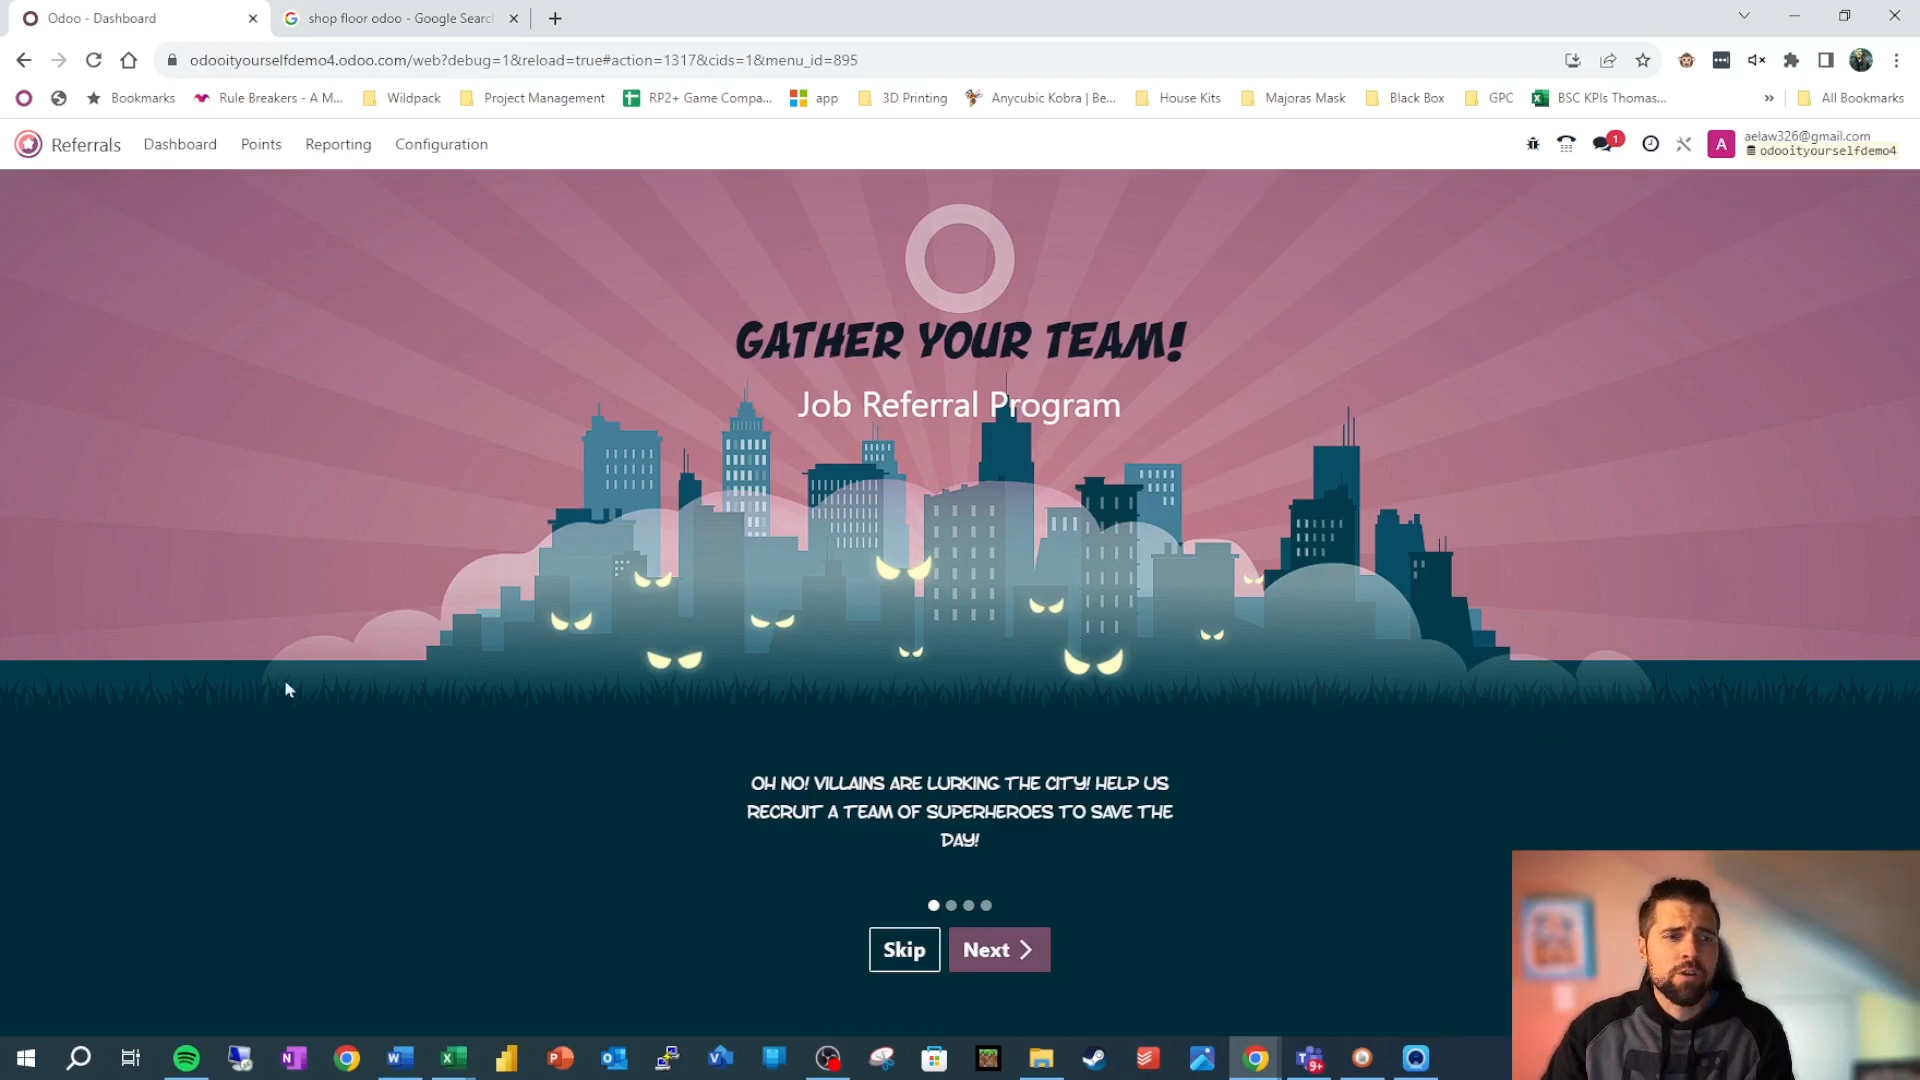 Odoo - Dashboard
shop floor odoo - Google Searc
odooityourselfdemo4.odoo.com/web?debug=1&reload=true#action=1317&cids=1&menu_id=895
Bookmarks
Rule Breakers - A M...
Wildpack
Project Management
RP2+ Game Compa...
app
3D Printing
Anycubic Kobra | Be...
House Kits
Majoras Mask
Black Box
GPC
BSC KPIs Thomas...
»
All Bookmarks
Referrals
Dashboard
Points
Reporting
Configuration
1
A
aelaw326@gmail.com
odooityourselfdemo4
GATHER YOUR TEAM!
Job Referral Program
OH NO! VILLAINS ARE LURKING THE CITY! HELP US
RECRUIT A TEAM OF SUPERHEROES TO SAVE THE
DAY!
Skip
Next
9+